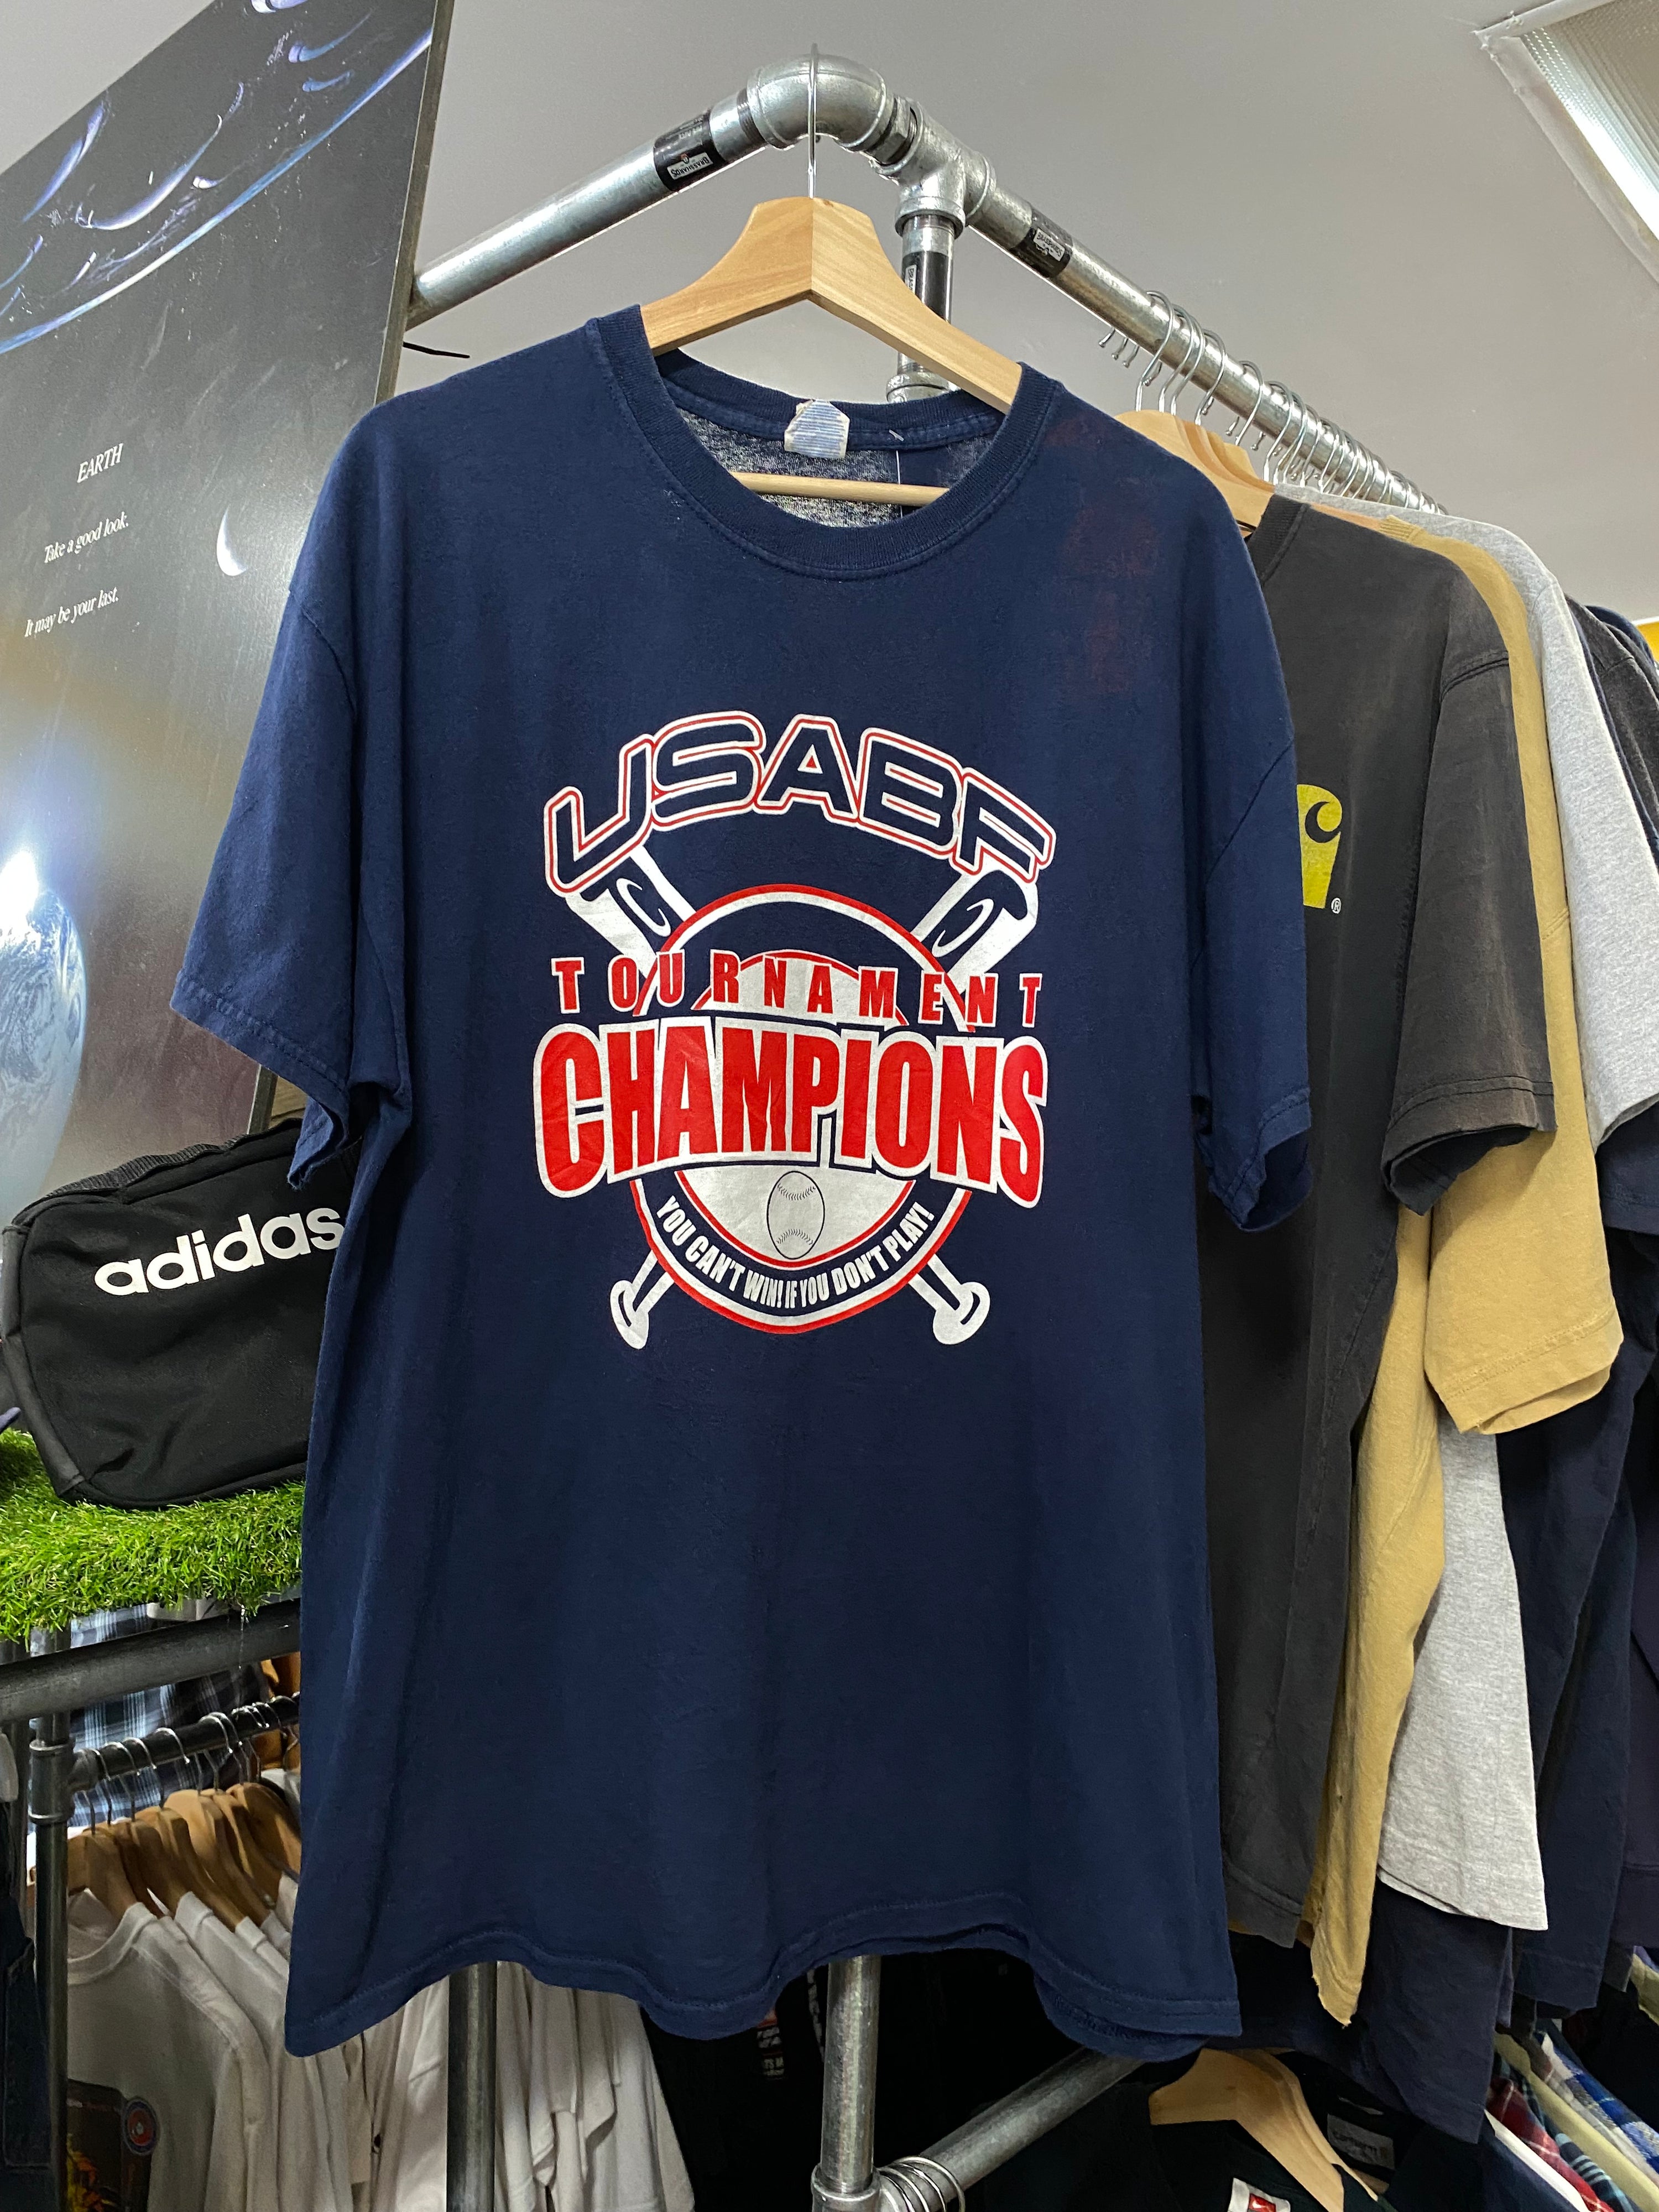 EARTH
Take a good look.
It may be your last.
USABF
TOURNAMENT
CHAMPIONS
YOU CAN'T WIN! IF YOU DON'T PLAY!
adidas
®